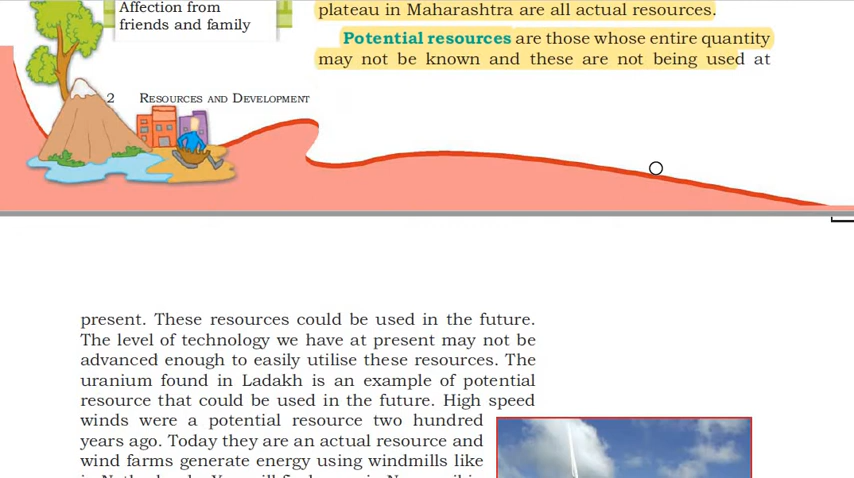 Affection from
friends and family
plateau in Maharashtra are all actual resources.
Potential resources are those whose entire quantity
may not be known and these are not being used at
2 RESOURCES AND DEVELOPMENT
present. These resources could be used in the future.
The level of technology we have at present may not be
advanced enough to easily utilise these resources. The
uranium found in Ladakh is an example of potential
resource that could be used in the future. High speed
winds were a potential resource two hundred
years ago. Today they are an actual resource and
wind farms generate energy using windmills like